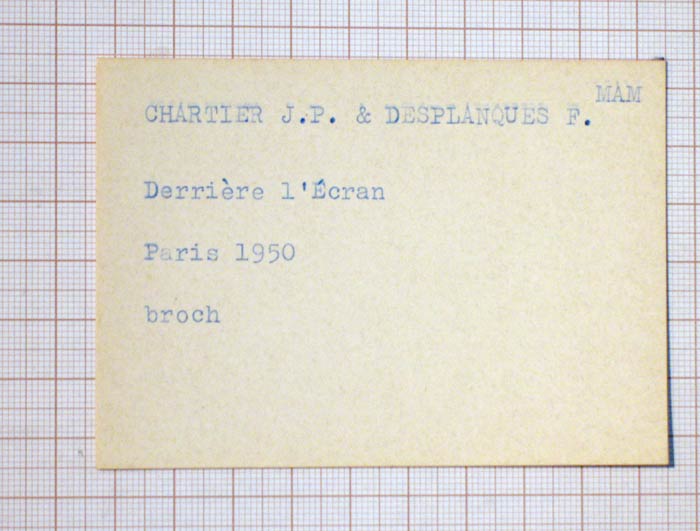 MAM
CHARTIER J.P. & DESPLANQUES F.
Derrière l'Écran
Paris 1950
broch